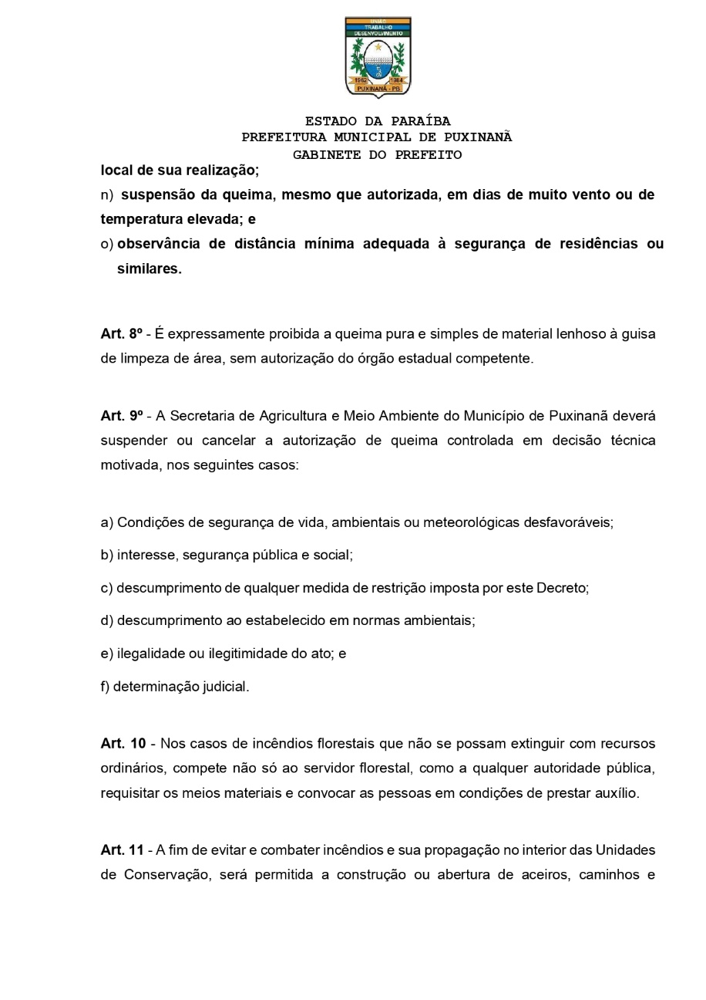 UNIÃO
TRABALHO
DESENVOLVIMENTO
1962 1964
PUXINANÃ - PB
ESTADO DA PARAÍBA
PREFEITURA MUNICIPAL DE PUXINANÃ
GABINETE DO PREFEITO
local de sua realização;
n) suspensão da queima, mesmo que autorizada, em dias de muito vento ou de
temperatura elevada; e
o) observância de distância mínima adequada à segurança de residências ou
similares.
Art. 8º - É expressamente proibida a queima pura e simples de material lenhoso à guisa
de limpeza de área, sem autorização do órgão estadual competente.
Art. 9º - A Secretaria de Agricultura e Meio Ambiente do Município de Puxinanã deverá
suspender ou cancelar a autorização de queima controlada em decisão técnica
motivada, nos seguintes casos:
a) Condições de segurança de vida, ambientais ou meteorológicas desfavoráveis;
b) interesse, segurança pública e social;
c) descumprimento de qualquer medida de restrição imposta por este Decreto;
d) descumprimento ao estabelecido em normas ambientais;
e) ilegalidade ou ilegitimidade do ato; e
f) determinação judicial.
Art. 10 - Nos casos de incêndios florestais que não se possam extinguir com recursos
ordinários, compete não só ao servidor florestal, como a qualquer autoridade pública,
requisitar os meios materiais e convocar as pessoas em condições de prestar auxílio.
Art. 11 - A fim de evitar e combater incêndios e sua propagação no interior das Unidades
de Conservação, será permitida a construção ou abertura de aceiros, caminhos e